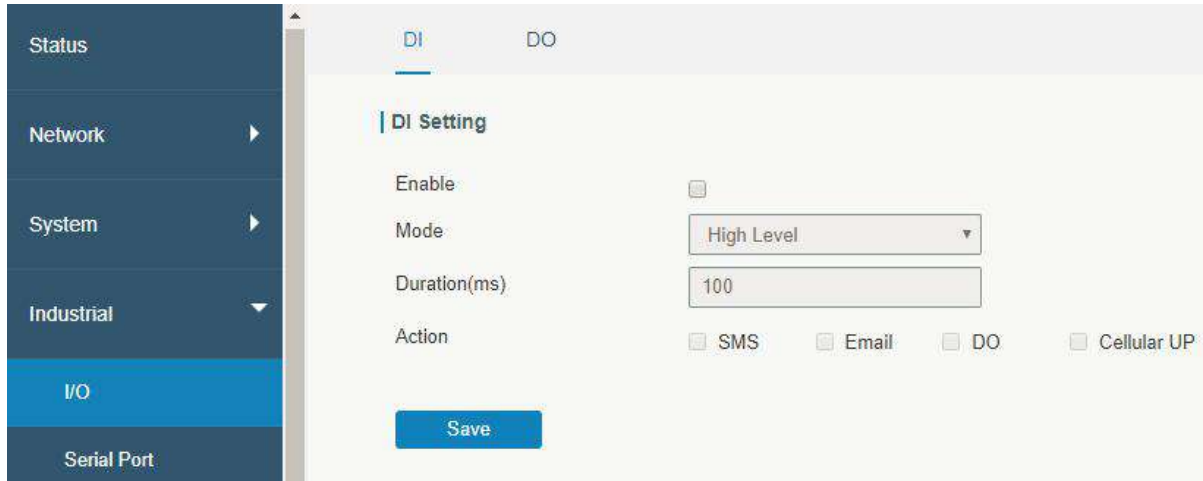 Status
Network
System
Industrial
I/O
Serial Port
DI DO
DI Setting
Enable
Mode High Level
Duration(ms) 100
Action SMS Email DO Cellular UP
Save